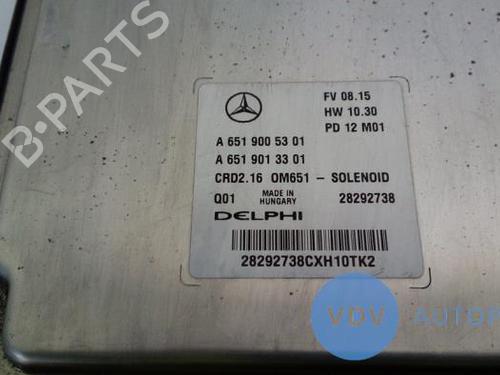 B-PARTS
FV 08.15
HW 10.30
PD 12 M01
A 651 900 53 01
A 651 901 33 01
CRD2.16 OM651 - SOLENOID
Q01 MADE IN HUNGARY 28292738
DELPHI
28292738CXH10TK2
VDV